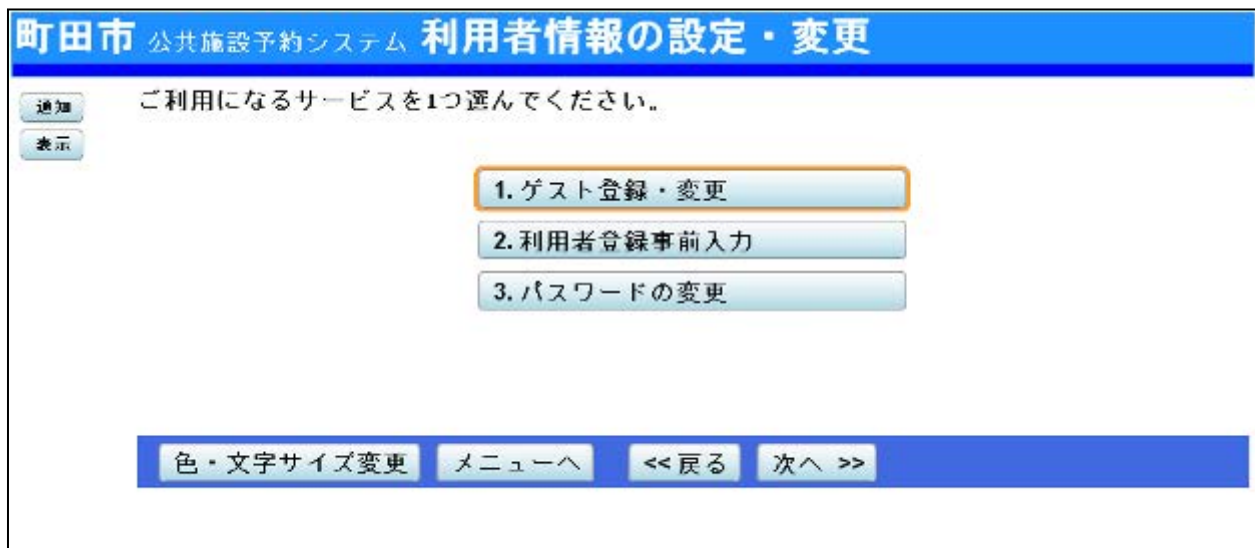 町田市 公共施設予約システム 利用者情報の設定・変更
通知
ご利用になるサービスを1つ選んでください。
表示
1. ゲスト登録・変更
2. 利用者登録事前入力
3. パスワードの変更
色・文字サイズ変更 メニューへ <<戻る 次へ >>